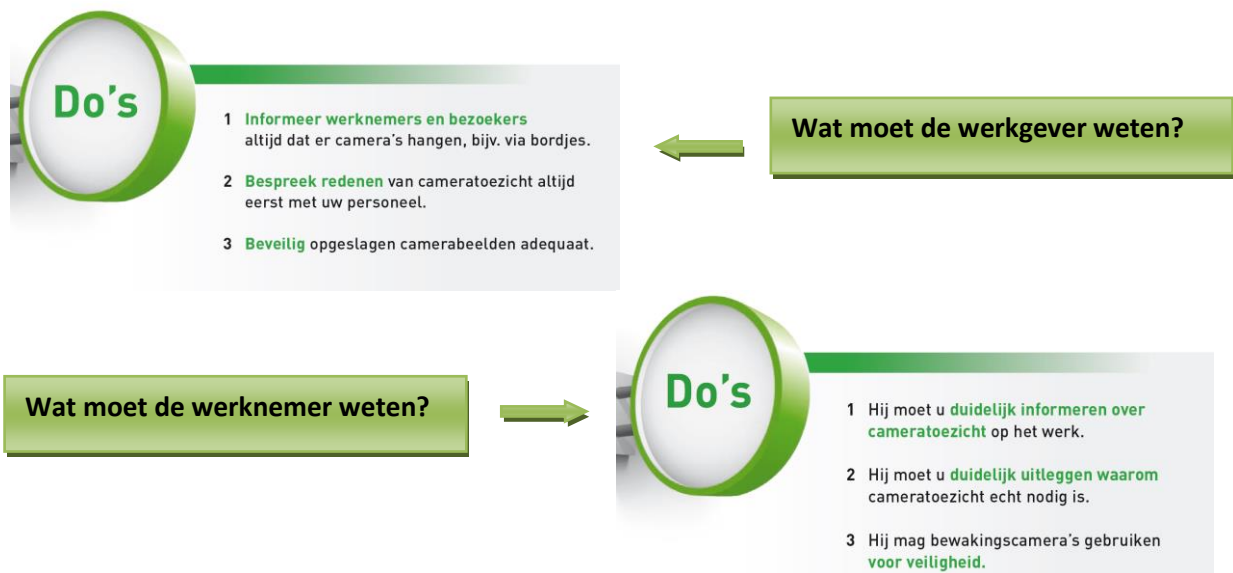 Do's
1 Informeer werknemers en bezoekers
altijd dat er camera's hangen, bijv. via bordjes.
2 Bespreek redenen van cameratoezicht altijd
eerst met uw personeel.
3 Beveilig opgeslagen camerabeelden adequaat.
Wat moet de werkgever weten?
Wat moet de werknemer weten?
Do's
1 Hij moet u duidelijk informeren over
cameratoezicht op het werk.
2 Hij moet u duidelijk uitleggen waarom
cameratoezicht echt nodig is.
3 Hij mag bewakingscamera's gebruiken
voor veiligheid.